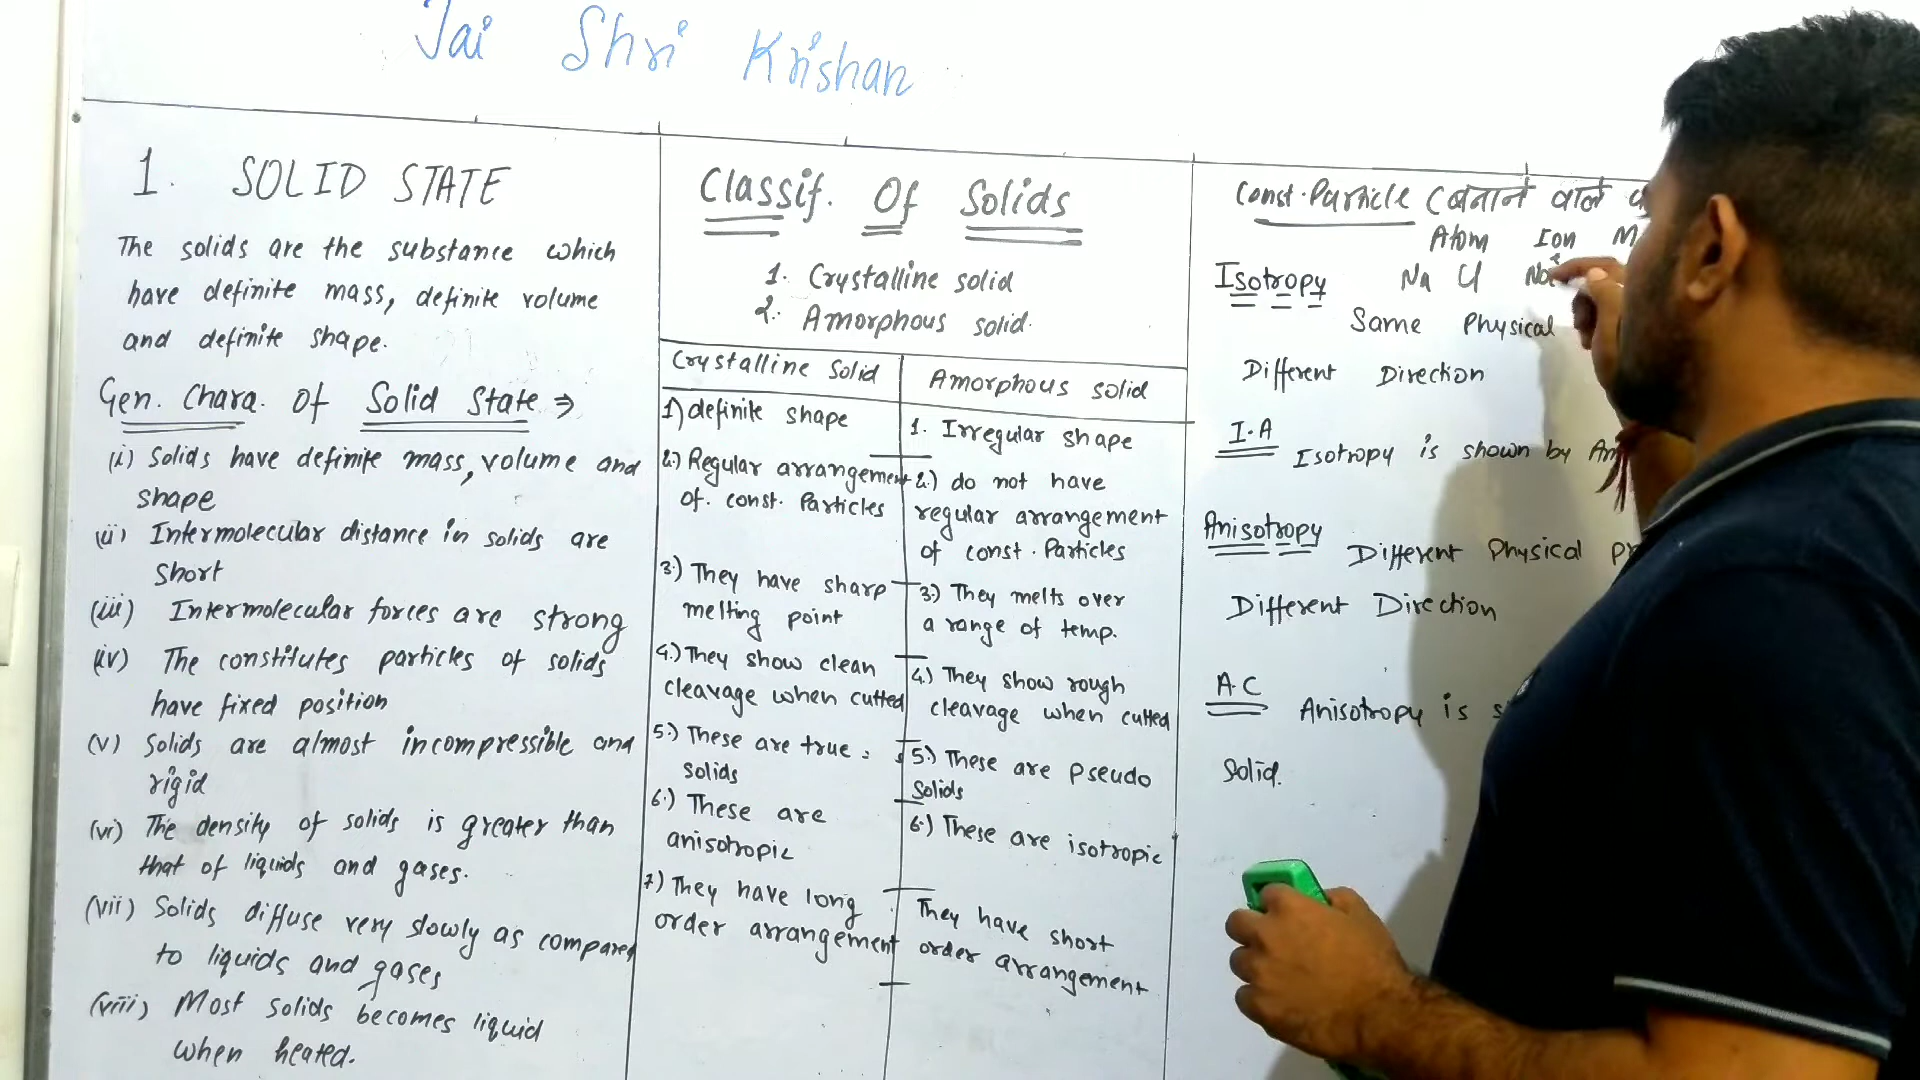 Jai Shri Krishan
1. SOLID STATE
The solids are the substance which
have definite mass, definite volume
and definite shape.
Gen. Chara. Of Solid State ⇒
(i) Solids have definite mass, volume and
shape
(ii) Intermolecular distance in solids are
short
(iii) Intermolecular forces are strong
(iv) The constitutes particles of solids
have fixed position
(v) Solids are almost incompressible and
rigid
(vi) The density of solids is greater than
that of liquids and gases.
(vii) Solids diffuse very slowly as compared
to liquids and gases
(viii) Most solids becomes liquid
when heated.
Classif. Of Solids
1. Crystalline solid
2. Amorphous solid.
Crystalline Solid
1) definite shape
2.) Regular arrangement
of. const. Particles
3.) They have sharp
melting point
4.) They show clean
cleavage when cutted
5.) These are true
solids
6.) These are
anisotropic
7.) They have long
order arrangement
Amorphous solid
1. Irregular shape
2.) do not have
regular arrangement
of const. Particles
3.) They melts over
a range of temp.
4.) They show rough
cleavage when cutted
5.) These are pseudo
Solids
6.) These are isotropic
They have short
order arrangement
Const. Particle (बनाने वाले
Atom Ion
Isotropy Na Cl
Same Physical
Different Direction
I.A Isotropy is shown by
Anisotropy Different Physical
Different Direction
A.C Anisotropy is
Solid.